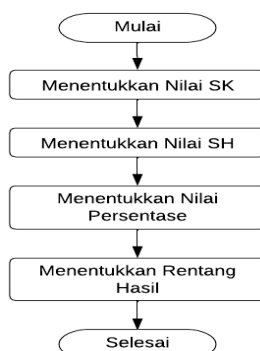 Mulai
Menentukkan Nilai SK
Menentukkan Nilai SH
Menentukkan Nilai
Persentase
Menentukkan Rentang
Hasil
Selesai